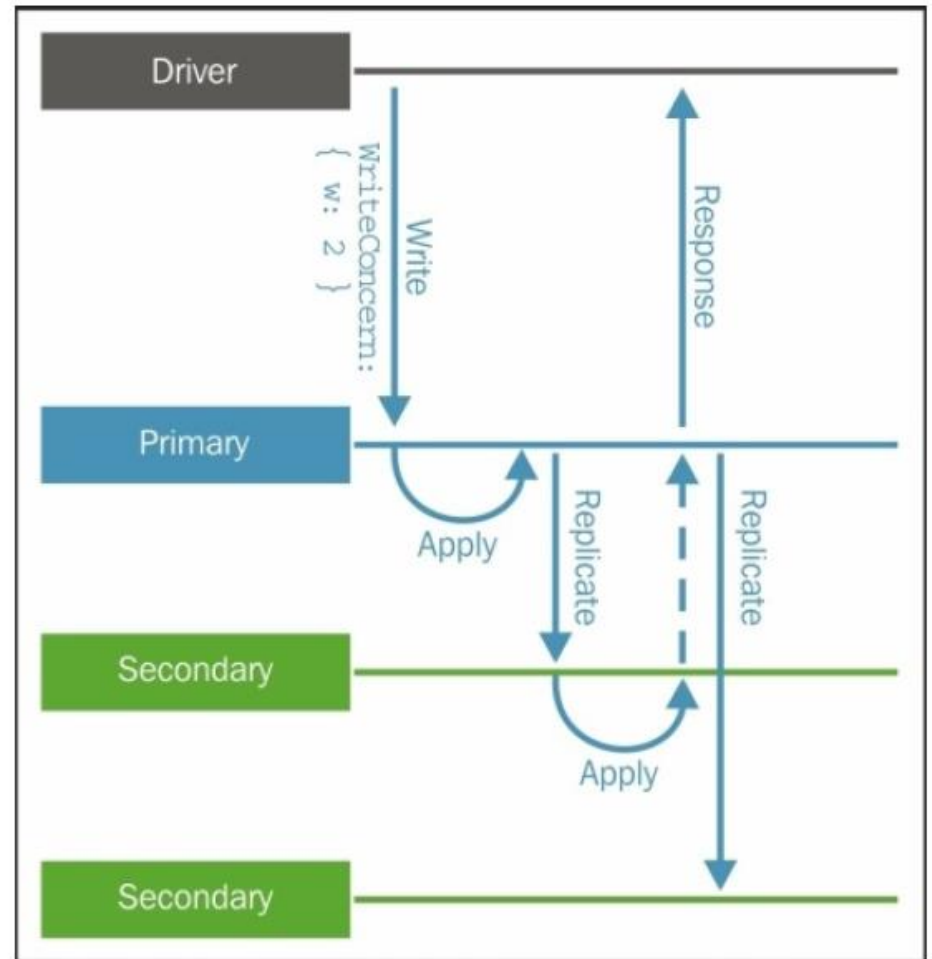 Driver
WriteConcern:
{ w: 2 }
Write
Response
Primary
Apply
Replicate
Replicate
Secondary
Apply
Secondary